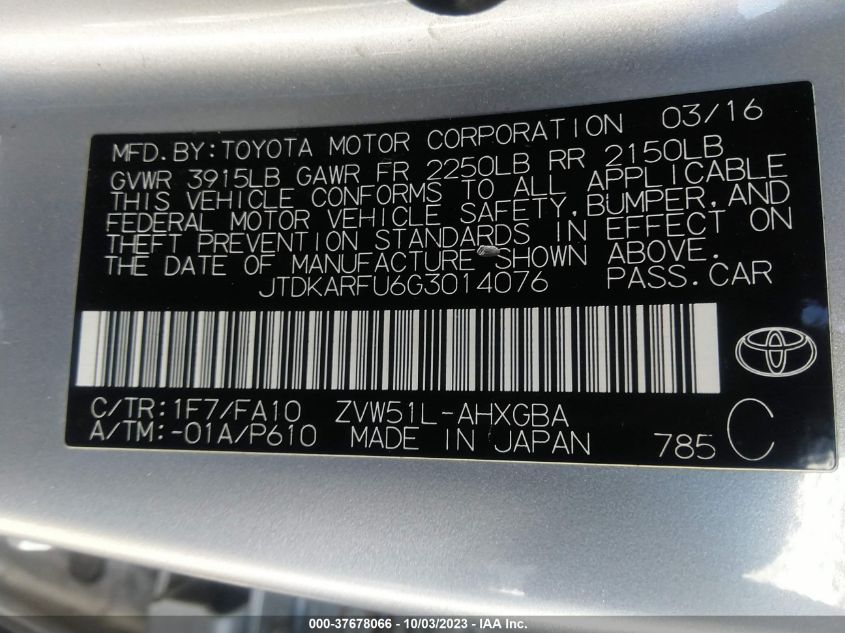 MFD.BY:TOYOTA MOTOR CORPORATION 03/16
GVWR 3915LB GAWR FR 2250LB RR 2150LB
THIS VEHICLE CONFORMS TO ALL APPLICABLE
FEDERAL MOTOR VEHICLE SAFETY,BUMPER,AND
THEFT PREVENTION STANDARDS IN EFFECT ON
THE DATE OF MANUFACTURE SHOWN ABOVE.
JTDKARFU6G3014076 PASS.CAR
C/TR:1F7/FA10 ZVW51L-AHXGBA
A/TM:-01A/P610 MADE IN JAPAN 785 C
000-37678066 - 10/03/2023 - IAA Inc.